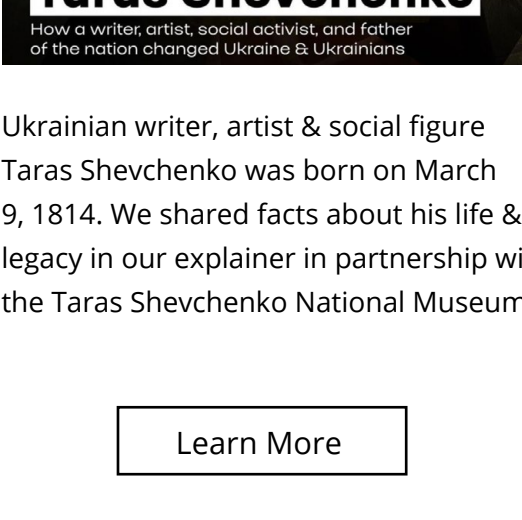 Taras Shevchenko
How a writer, artist, social activist, and father
of the nation changed Ukraine & Ukrainians
Ukrainian writer, artist & social figure
Taras Shevchenko was born on March
9, 1814. We shared facts about his life &
legacy in our explainer in partnership wi
the Taras Shevchenko National Museum
Learn More